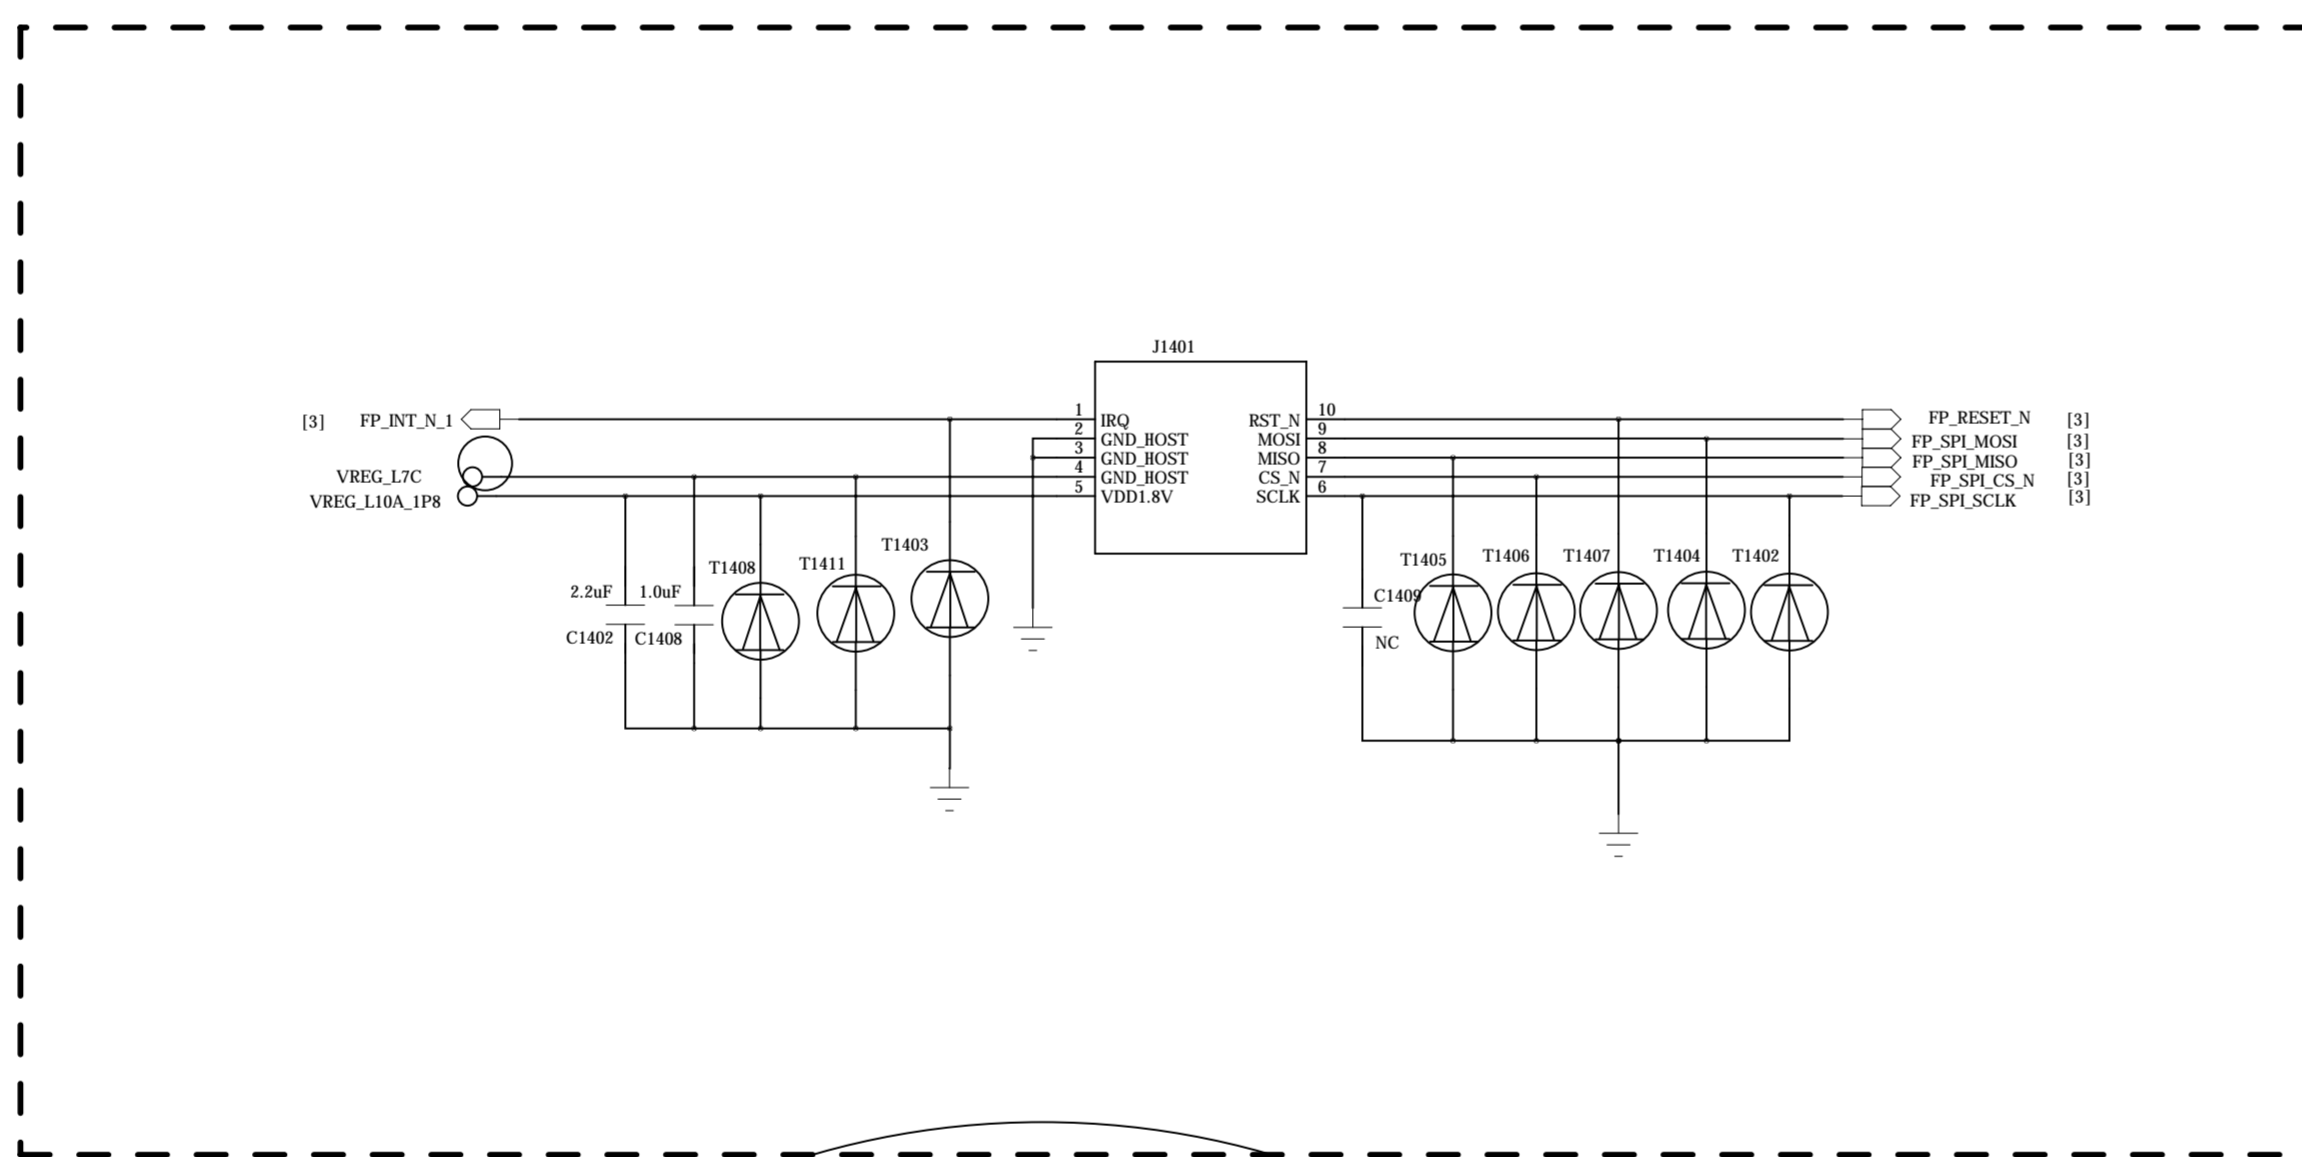 J1401
[3] FP_INT_N_1 1 IRQ RST_N 10 FP_RESET_N [3]
2 GND_HOST MOSI 9 FP_SPI_MOSI [3]
3 GND_HOST MISO 8 FP_SPI_MISO [3]
VREG_L7C 4 GND_HOST CS_N 7 FP_SPI_CS_N [3]
VREG_L10A_1P8 5 VDD1.8V SCLK 6 FP_SPI_SCLK [3]
T1408 T1411 T1403
T1405 T1406 T1407 T1404 T1402
2.2uF 1.0uF
C1409
C1402 C1408
NC